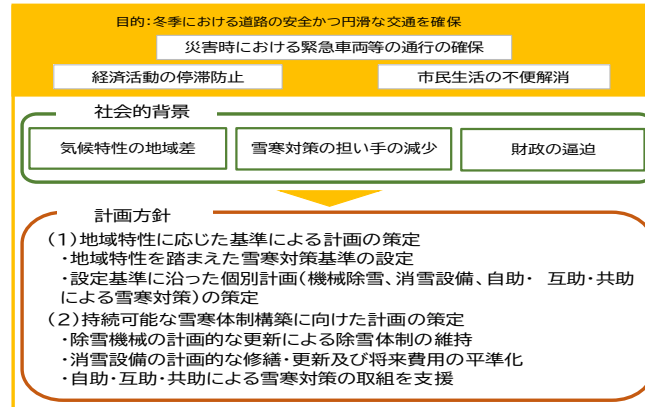 目的：冬季における道路の安全かつ円滑な交通を確保
災害時における緊急車両等の通行の確保
経済活動の停滞防止
市民生活の不便解消
社会的背景
気候特性の地域差
雪寒対策の担い手の減少
財政の逼迫
計画方針
（１）地域特性に応じた基準による計画の策定
・地域特性を踏まえた雪寒対策基準の設定
・設定基準に沿った個別計画（機械除雪、消雪設備、自助・ 互助・共助
による雪寒対策）の策定
（２）持続可能な雪寒体制構築に向けた計画の策定
・除雪機械の計画的な更新による除雪体制の維持
・消雪設備の計画的な修繕・更新及び将来費用の平準化
・自助・互助・共助による雪寒対策の取組を支援